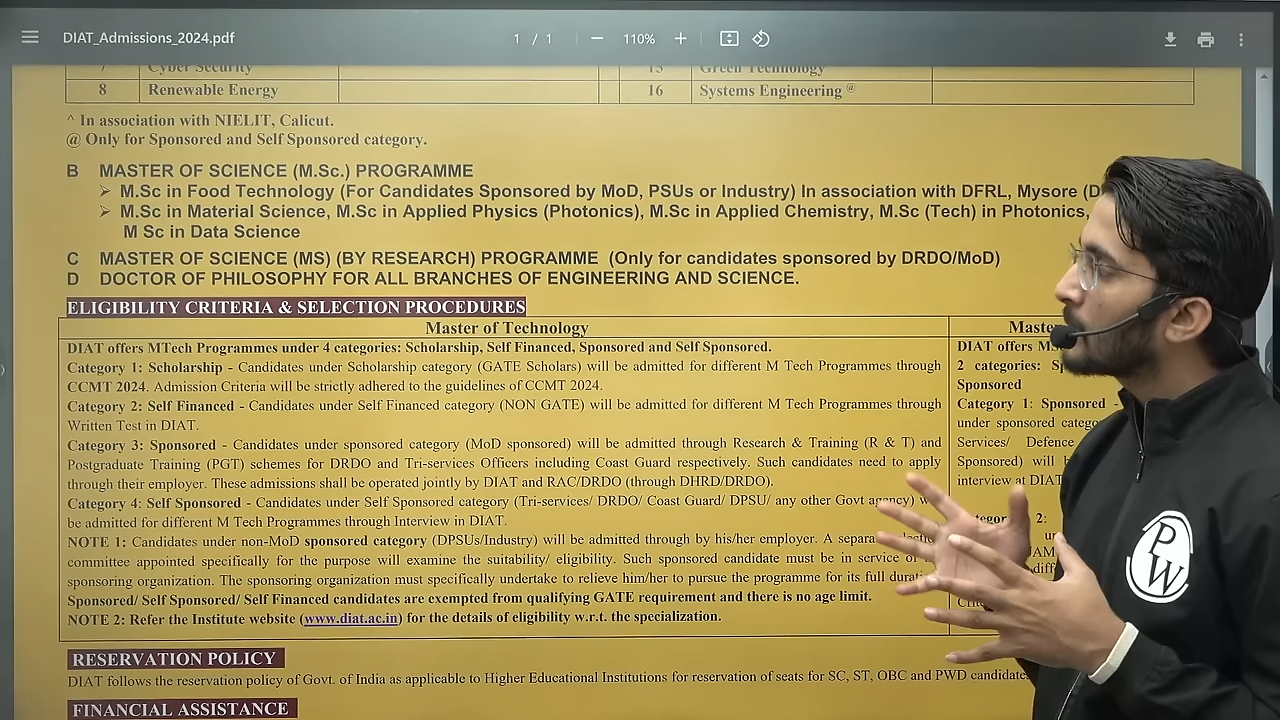 DIAT_Admissions_2024.pdf
1 / 1
110%
7 Cyber Security 15 Green Technology
8 Renewable Energy 16 Systems Engineering @
^ In association with NIELIT, Calicut.
@ Only for Sponsored and Self Sponsored category.
B MASTER OF SCIENCE (M.Sc.) PROGRAMME
➢ M.Sc in Food Technology (For Candidates Sponsored by MoD, PSUs or Industry) In association with DFRL, Mysore
➢ M.Sc in Material Science, M.Sc in Applied Physics (Photonics), M.Sc in Applied Chemistry, M.Sc (Tech) in Photonics,
M Sc in Data Science
C MASTER OF SCIENCE (MS) (BY RESEARCH) PROGRAMME (Only for candidates sponsored by DRDO/MoD)
D DOCTOR OF PHILOSOPHY FOR ALL BRANCHES OF ENGINEERING AND SCIENCE.
ELIGIBILITY CRITERIA & SELECTION PROCEDURES
Master of Technology
DIAT offers MTech Programmes under 4 categories: Scholarship, Self Financed, Sponsored and Self Sponsored.
Category 1: Scholarship - Candidates under Scholarship category (GATE Scholars) will be admitted for different M Tech Programmes through
CCMT 2024. Admission Criteria will be strictly adhered to the guidelines of CCMT 2024.
Category 2: Self Financed - Candidates under Self Financed category (NON GATE) will be admitted for different M Tech Programmes through
Written Test in DIAT.
Category 3: Sponsored - Candidates under sponsored category (MoD sponsored) will be admitted through Research & Training (R & T) and
Postgraduate Training (PGT) schemes for DRDO and Tri-services Officers including Coast Guard respectively. Such candidates need to apply
through their employer. These admissions shall be operated jointly by DIAT and RAC/DRDO (through DHRD/DRDO).
Category 4: Self Sponsored - Candidates under Self Sponsored category (Tri-services/ DRDO/ Coast Guard/ DPSU/ any other Govt agency)
be admitted for different M Tech Programmes through Interview in DIAT.
NOTE 1: Candidates under non-MoD sponsored category (DPSUs/Industry) will be admitted through by his/her employer. A
committee appointed specifically for the purpose will examine the suitability/ eligibility. Such sponsored candidate must be in service
sponsoring organization. The sponsoring organization must specifically undertake to relieve him/her to pursue the programme for its full
Sponsored/ Self Sponsored/ Self Financed candidates are exempted from qualifying GATE requirement and there is no age limit.
NOTE 2: Refer the Institute website (www.diat.ac.in) for the details of eligibility w.r.t. the specialization.
Master
DIAT offers
2 categories:
Sponsored
Category 1: Sponsored -
under sponsored
Services/ Defence
Sponsored) will
interview at DIAT
2:
RESERVATION POLICY
DIAT follows the reservation policy of Govt. of India as applicable to Higher Educational Institutions for reservation of seats for SC, ST, OBC and PWD
FINANCIAL ASSISTANCE
PW